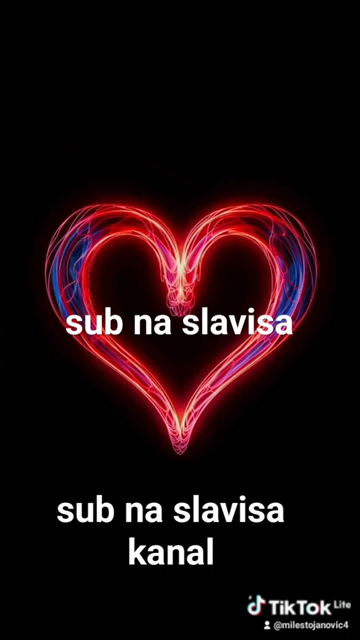 sub na slavisa
sub na slavisa
kanal
TikTok Lite
@milestojanovic4